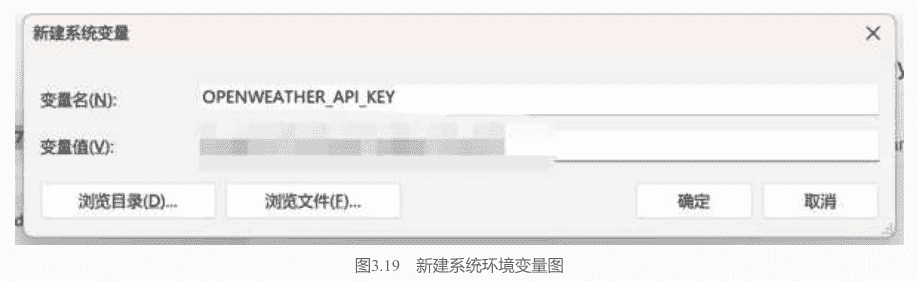 新建系统变量
变量名(N):
OPENWEATHER_API_KEY
变量值(V):
浏览目录(D)...
浏览文件(F)...
确定
取消
图3.19 新建系统环境变量图